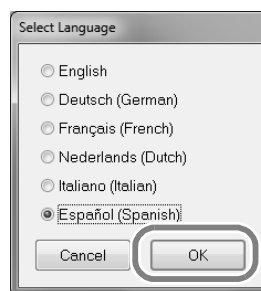 Select Language
English
Deutsch (German)
Français (French)
Nederlands (Dutch)
Italiano (Italian)
Español (Spanish)
Cancel OK